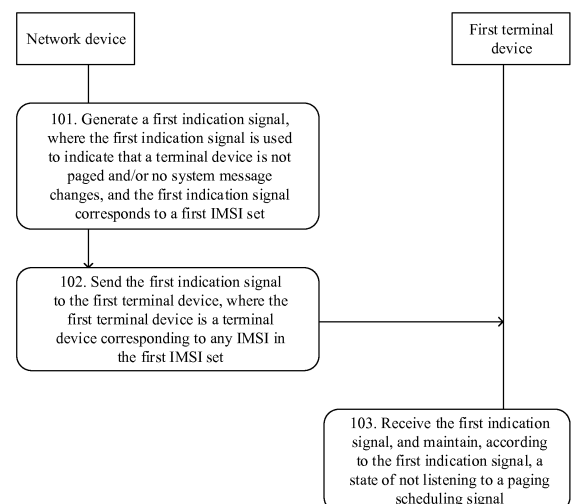 Network device
First terminal
device
101. Generate a first indication signal,
where the first indication signal is used
to indicate that a terminal device is not
paged and/or no system message
changes, and the first indication signal
corresponds to a first IMSI set
102. Send the first indication signal
to the first terminal device, where the
first terminal device is a terminal
device corresponding to any IMSI in
the first IMSI set
103. Receive the first indication
signal, and maintain, according
to the first indication signal, a
state of not listening to a paging
scheduling signal